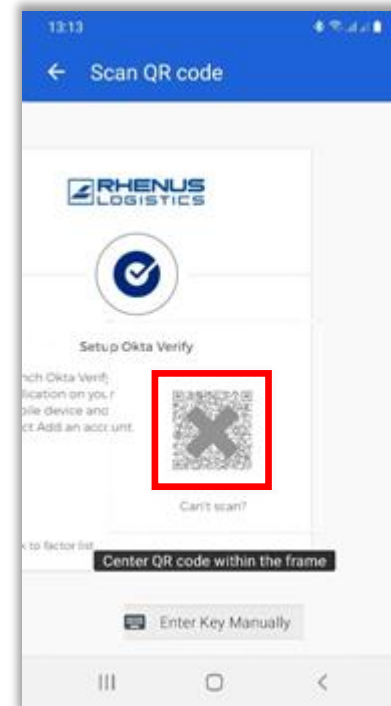 13:13
Scan QR code
RHENUS
LOGISTICS
Setup Okta Verify
nch Okta Verify
lication on your
bile device and
ct Add an account.
Can't scan?
k to factor list
Center QR code within the frame
Enter Key Manually